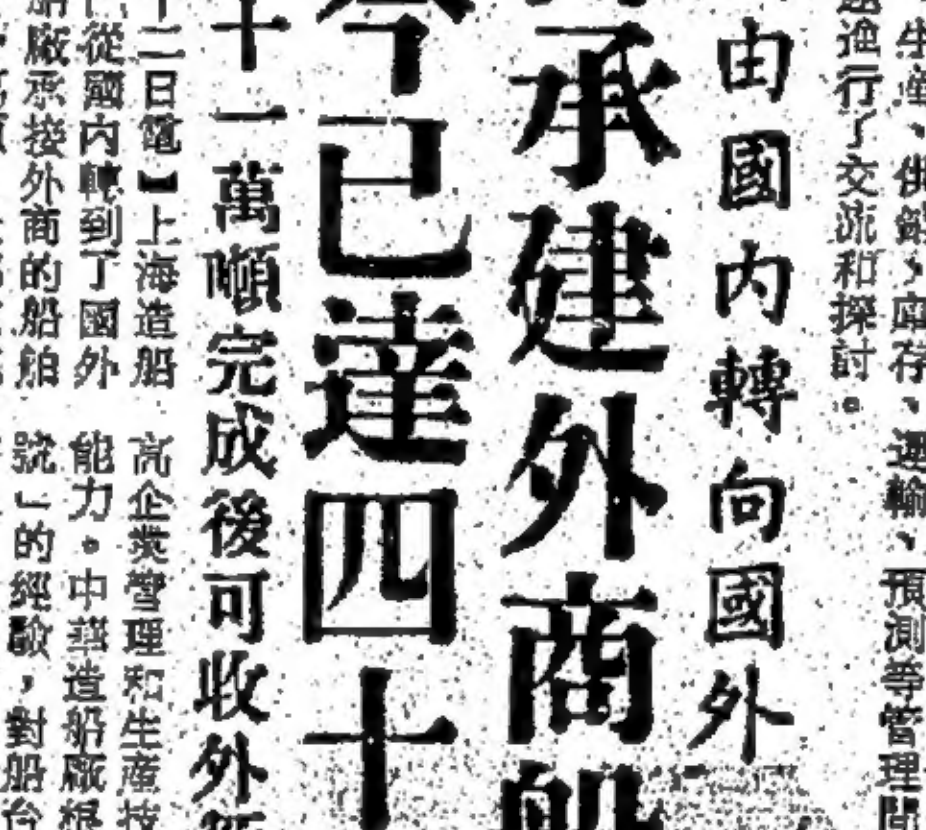 生產、供銷、庫存、運輸、預測等管理問
進行了交流和探討。
由國內轉向國外
承建外商船
今已達四十
十一萬噸完成後可收外
二日電】上海造船
從國內轉到了國外
船廠承接外商的船舶
高企業管理和生產技
能力。中華造船廠根
號」的經驗，對船台